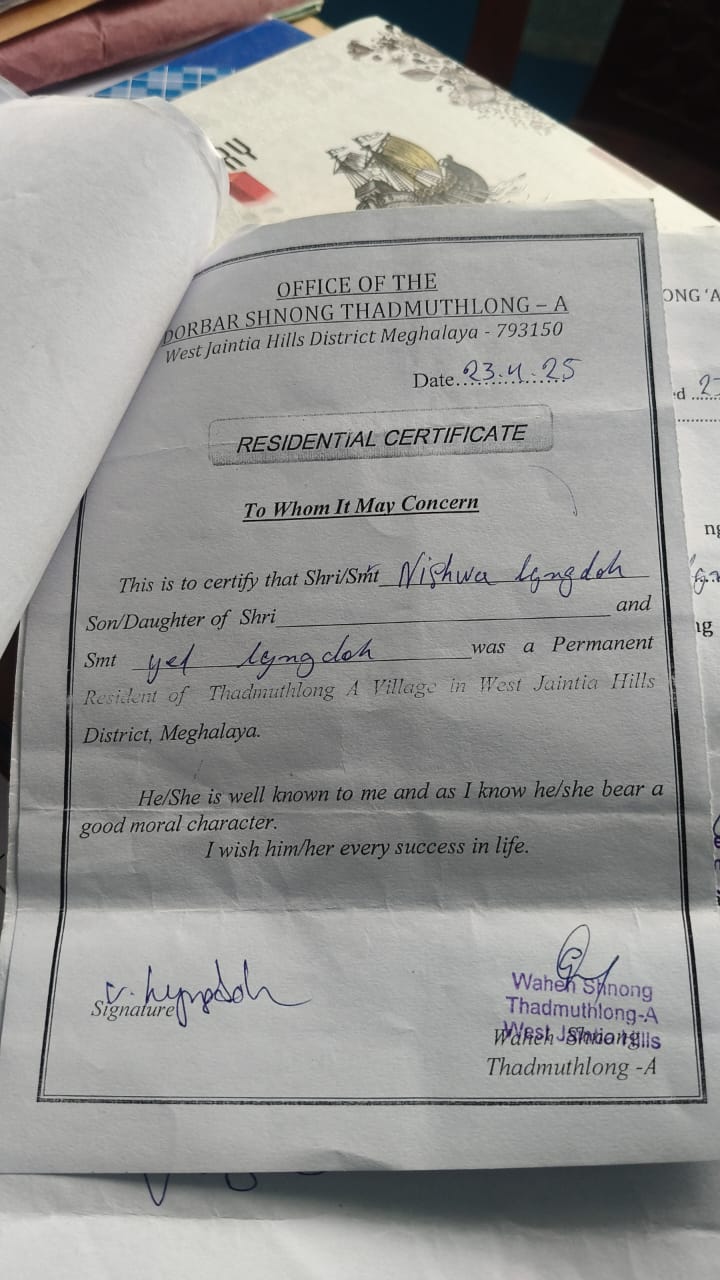 OFFICE OF THE
DORBAR SHNONG THADMUTHLONG – A
West Jaintia Hills District Meghalaya - 793150
Date..23.4.25
RESIDENTIAL CERTIFICATE
To Whom It May Concern
This is to certify that Shri/Smt Nishwa lyngdoh
Son/Daughter of Shri__________ and
Smt yel lyngdoh was a Permanent
Resident of Thadmuthlong A Village in West Jaintia Hills
District, Meghalaya.
He/She is well known to me and as I know he/she bear a
good moral character.
I wish him/her every success in life.
Lyngdoh
Signature
Waheh Shnong
Thadmuthlong-A
West Jaintia Hills
Waheh Shnong
Thadmuthlong -A
ONG 'A